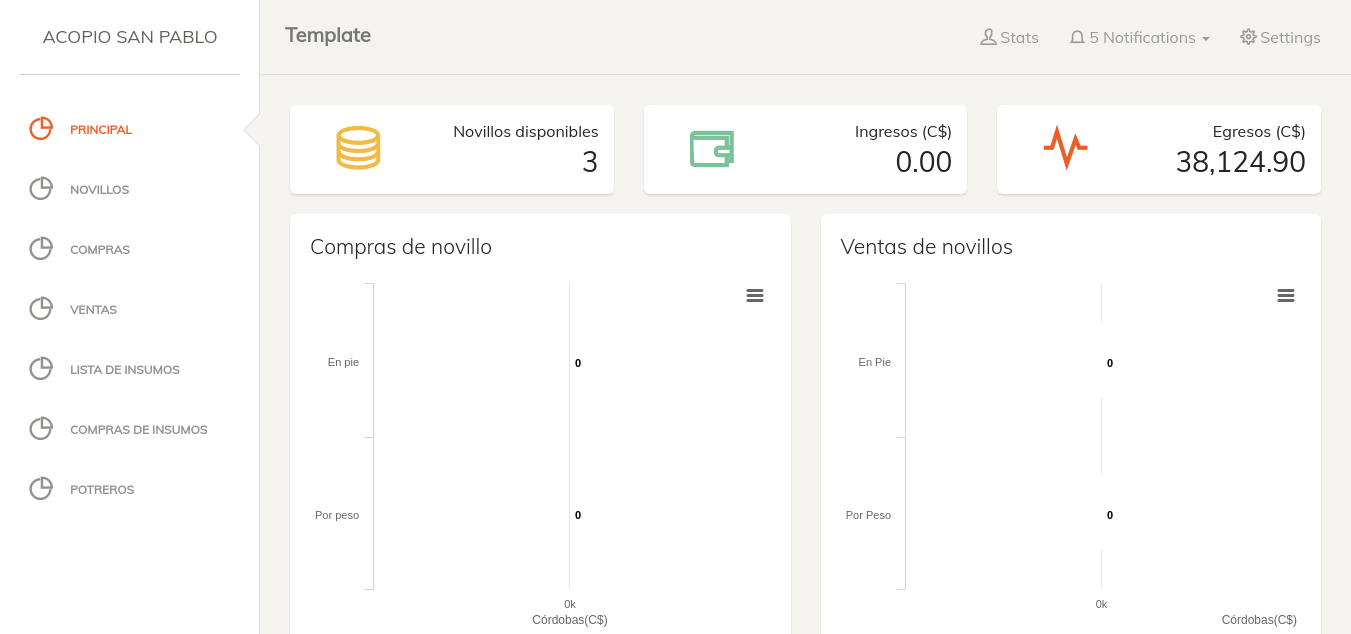 ACOPIO SAN PABLO
Template
Stats
5 Notifications
Settings
PRINCIPAL
NOVILLOS
COMPRAS
VENTAS
LISTA DE INSUMOS
COMPRAS DE INSUMOS
POTREROS
Novillos disponibles
3
Ingresos (C$)
0.00
Egresos (C$)
38,124.90
Compras de novillo
En pie
0
Por peso
0
0k
Córdobas(C$)
Ventas de novillos
En Pie
0
Por Peso
0
0k
Córdobas(C$)